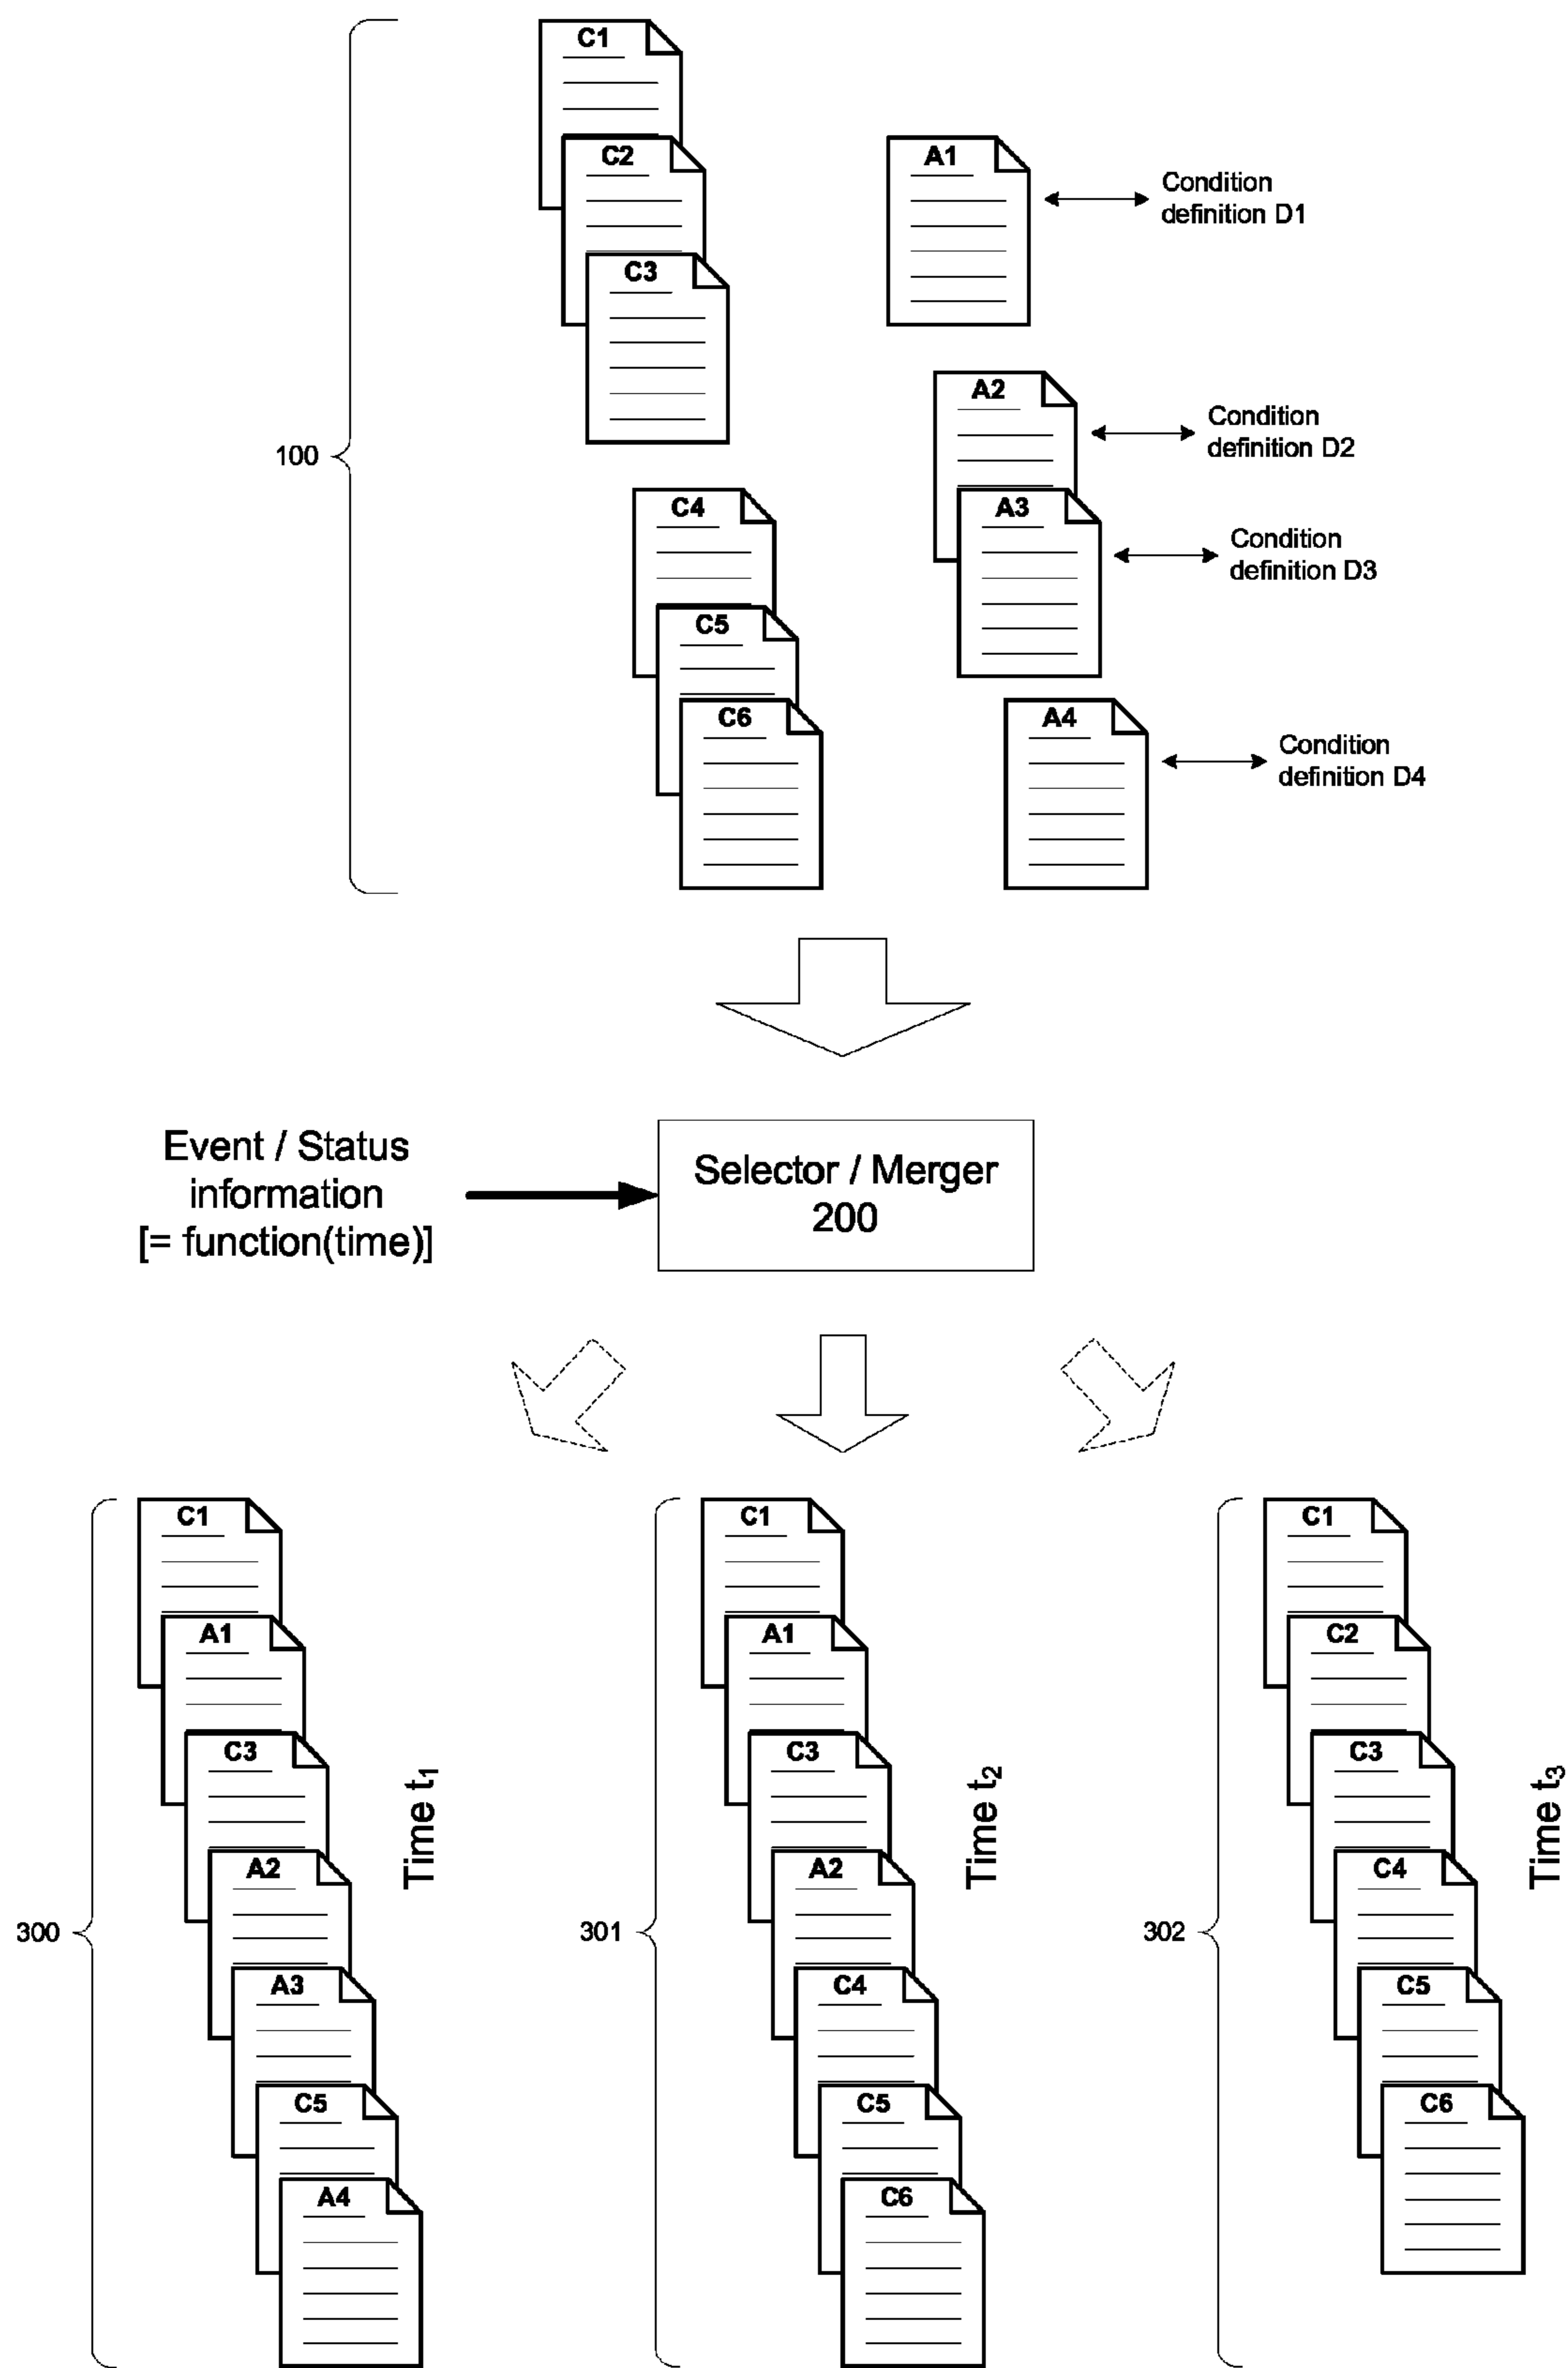 C1
C2
A1
Condition
definition D1
C3
A2
Condition
definition D2
100
C4
A3
Condition
definition D3
C5
C6
A4
Condition
definition D4
Event / Status
information
[= function(time)]
Selector / Merger
200
300
C1
A1
C3
A2
A3
C5
A4
Time t1
301
C1
A1
C3
A2
C4
C5
C6
Time t2
302
C1
C2
C3
C4
C5
C6
Time t3